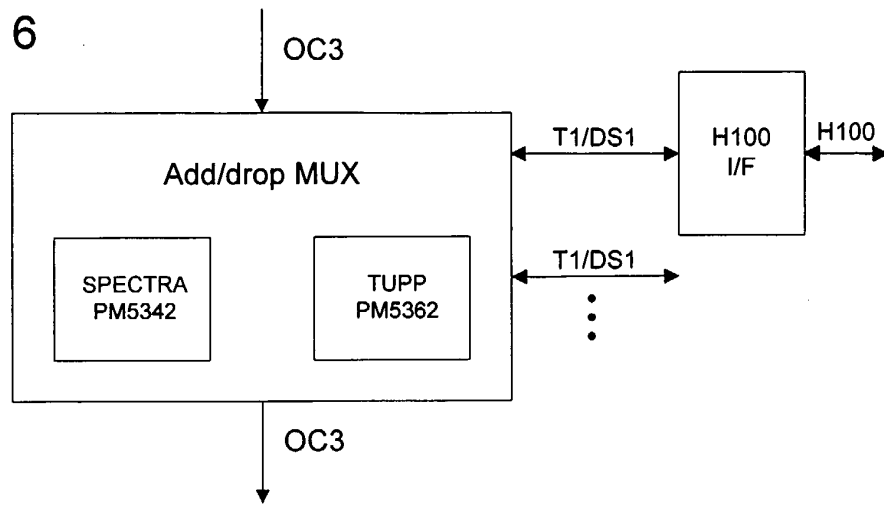 6
OC3
Add/drop MUX
SPECTRA
PM5342
TUPP
PM5362
T1/DS1
T1/DS1
H100
I/F
H100
OC3